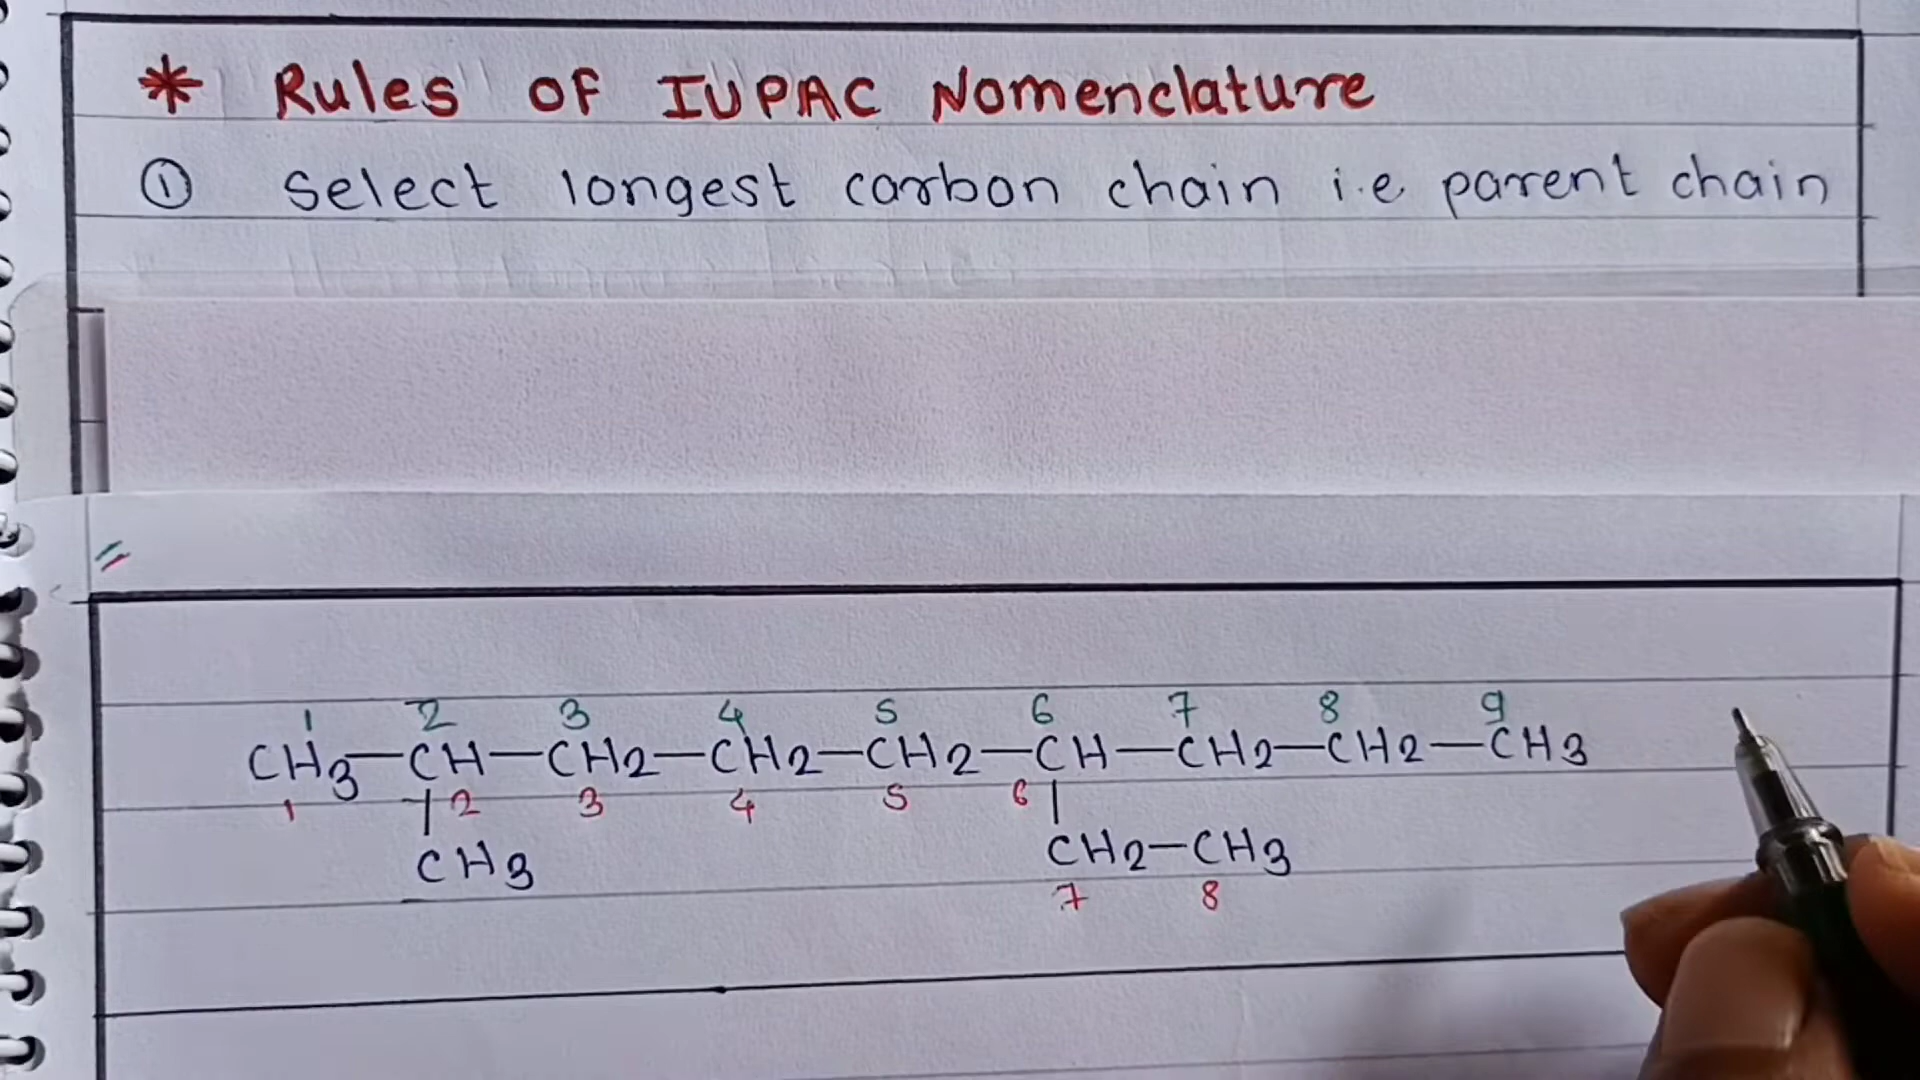 * Rules OF IUPAC Nomenclature
① Select longest carbon chain i.e parent chain
1 2 3 4 5 6 7 8 9
CH3—CH—CH2—CH2—CH2—CH—CH2—CH2—CH3
1 2 3 4 5 6
CH3 CH2—CH3
7 8